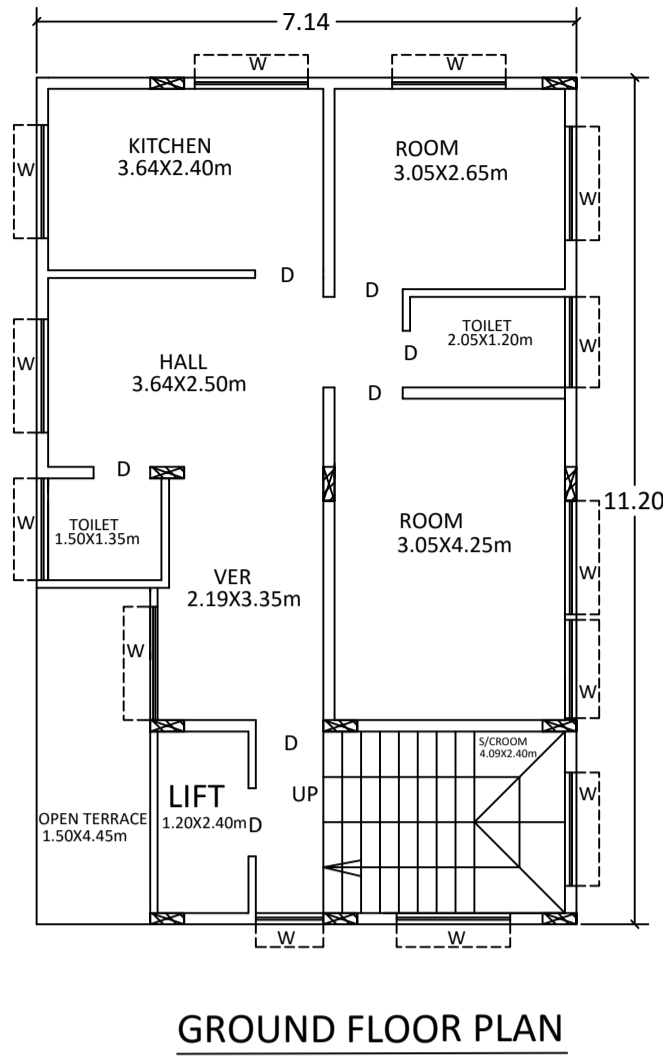 7.14
W
W
KITCHEN
3.64X2.40m
ROOM
3.05X2.65m
W
W
D
D
TOILET
2.05X1.20m
W
D
HALL
3.64X2.50m
W
D
D
TOILET
1.50X1.35m
W
11.20
ROOM
3.05X4.25m
VER
2.19X3.35m
W
W
W
D
S/CROOM
4.09X2.40m
UP
LIFT
1.20X2.40m
D
W
OPEN TERRACE
1.50X4.45m
W
W
GROUND FLOOR PLAN